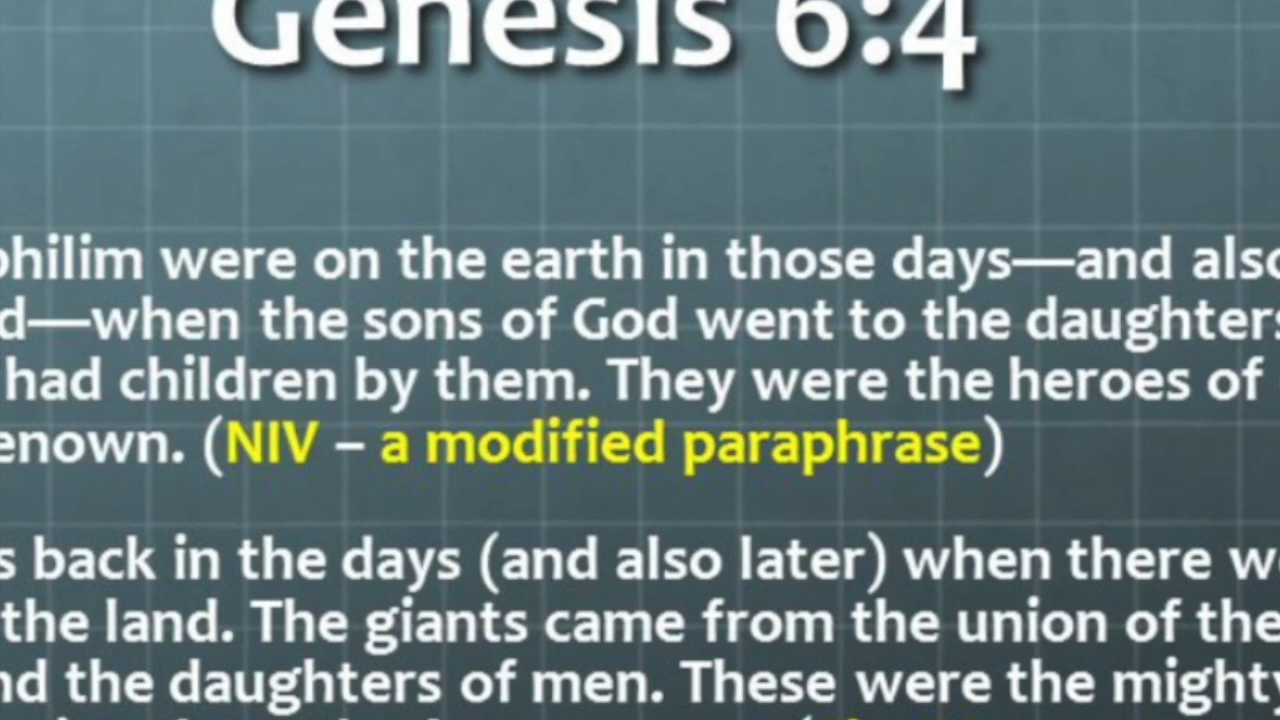 Genesis 6:4
philim were on the earth in those days—and also
d—when the sons of God went to the daughters
had children by them. They were the heroes of
enown. (NIV – a modified paraphrase)
s back in the days (and also later) when there we
the land. The giants came from the union of the
nd the daughters of men. These were the mighty